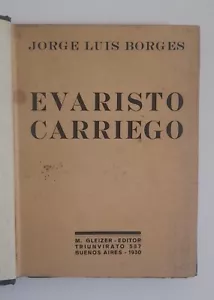 JORGE LUIS BORGES
EVARISTO
CARRIEGO
M. GLEIZER - EDITOR
TRIUNVIRATO 537
BUENOS AIRES - 1930